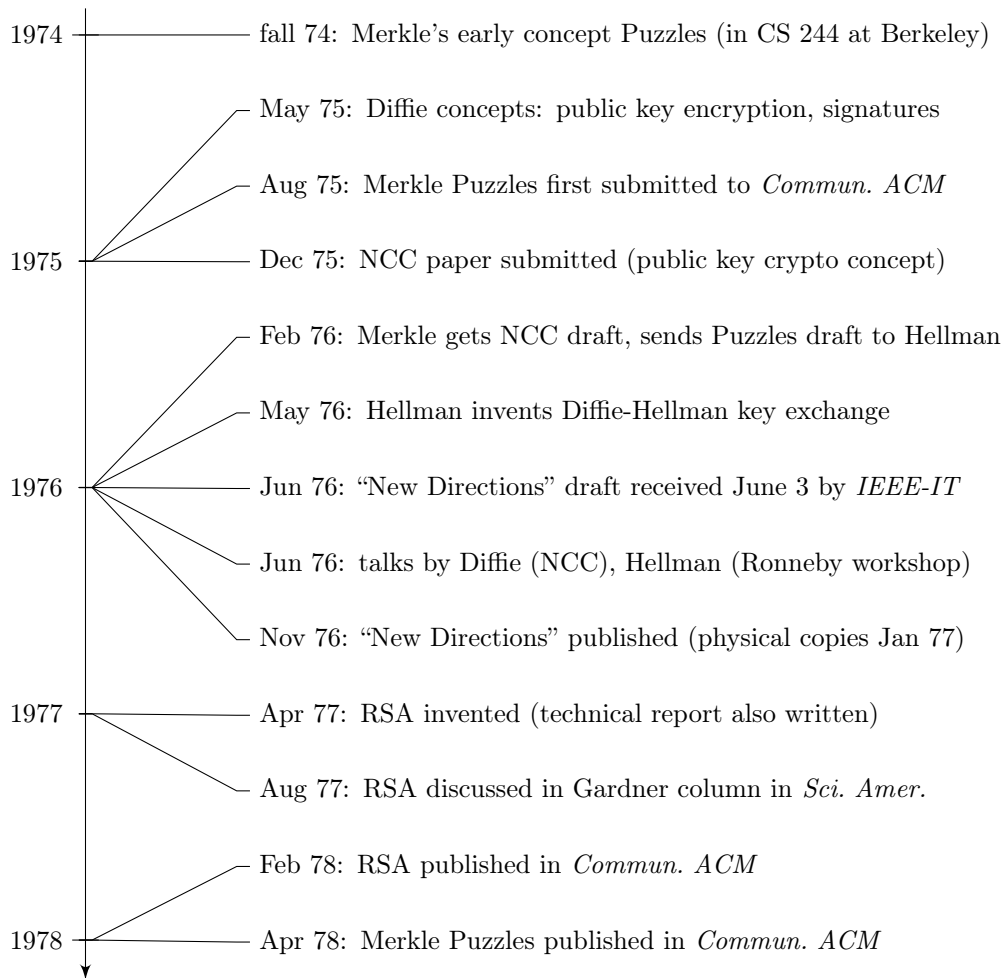 1974 fall 74: Merkle's early concept Puzzles (in CS 244 at Berkeley)
May 75: Diffie concepts: public key encryption, signatures
Aug 75: Merkle Puzzles first submitted to Commun. ACM
1975 Dec 75: NCC paper submitted (public key crypto concept)
Feb 76: Merkle gets NCC draft, sends Puzzles draft to Hellman
May 76: Hellman invents Diffie-Hellman key exchange
1976 Jun 76: “New Directions” draft received June 3 by IEEE-IT
Jun 76: talks by Diffie (NCC), Hellman (Ronneby workshop)
Nov 76: “New Directions” published (physical copies Jan 77)
1977 Apr 77: RSA invented (technical report also written)
Aug 77: RSA discussed in Gardner column in Sci. Amer.
Feb 78: RSA published in Commun. ACM
1978 Apr 78: Merkle Puzzles published in Commun. ACM